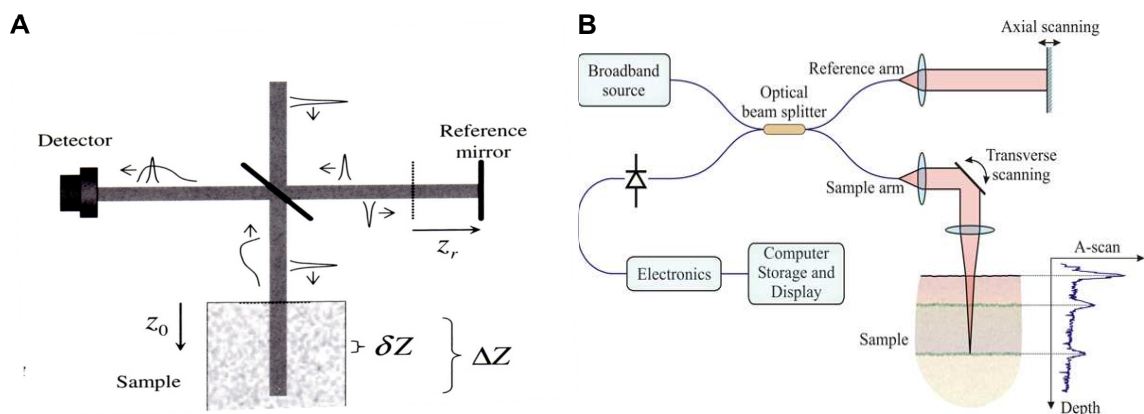 A
Detector
Reference
mirror
z_r
z_0
δZ
ΔZ
Sample
B
Axial scanning
Broadband
source
Reference arm
Optical
beam splitter
Transverse
scanning
Sample arm
A-scan
Electronics
Computer
Storage and
Display
Sample
Depth